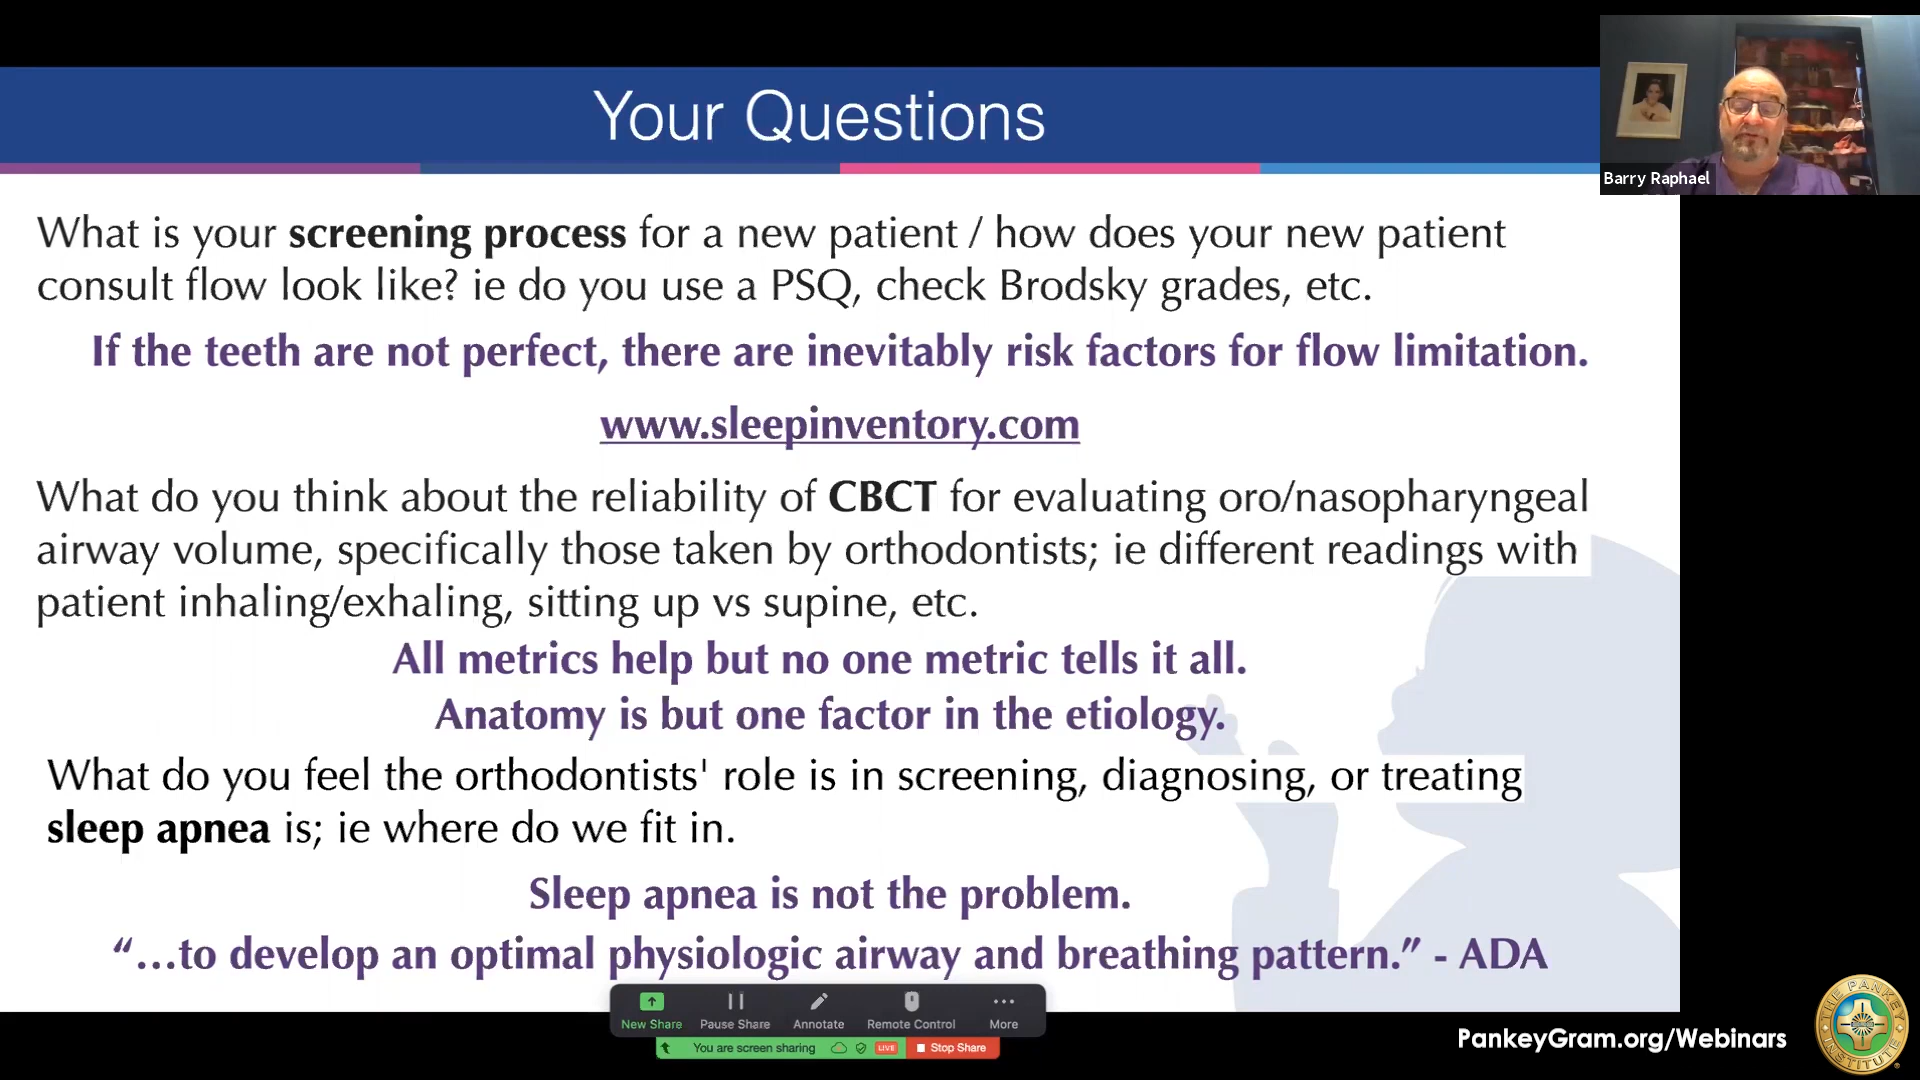 Your Questions
Barry Raphael
What is your screening process for a new patient / how does your new patient
consult flow look like? ie do you use a PSQ, check Brodsky grades, etc.
If the teeth are not perfect, there are inevitably risk factors for flow limitation.
www.sleepinventory.com
What do you think about the reliability of CBCT for evaluating oro/nasopharyngeal
airway volume, specifically those taken by orthodontists; ie different readings with
patient inhaling/exhaling, sitting up vs supine, etc.
All metrics help but no one metric tells it all.
Anatomy is but one factor in the etiology.
What do you feel the orthodontists' role is in screening, diagnosing, or treating
sleep apnea is; ie where do we fit in.
Sleep apnea is not the problem.
“...to develop an optimal physiologic airway and breathing pattern.” - ADA
New Share
Pause Share
Annotate
Remote Control
More
You are screen sharing
LIVE
Stop Share
PankeyGram.org/Webinars
THE PANKEY
INSTITUTE